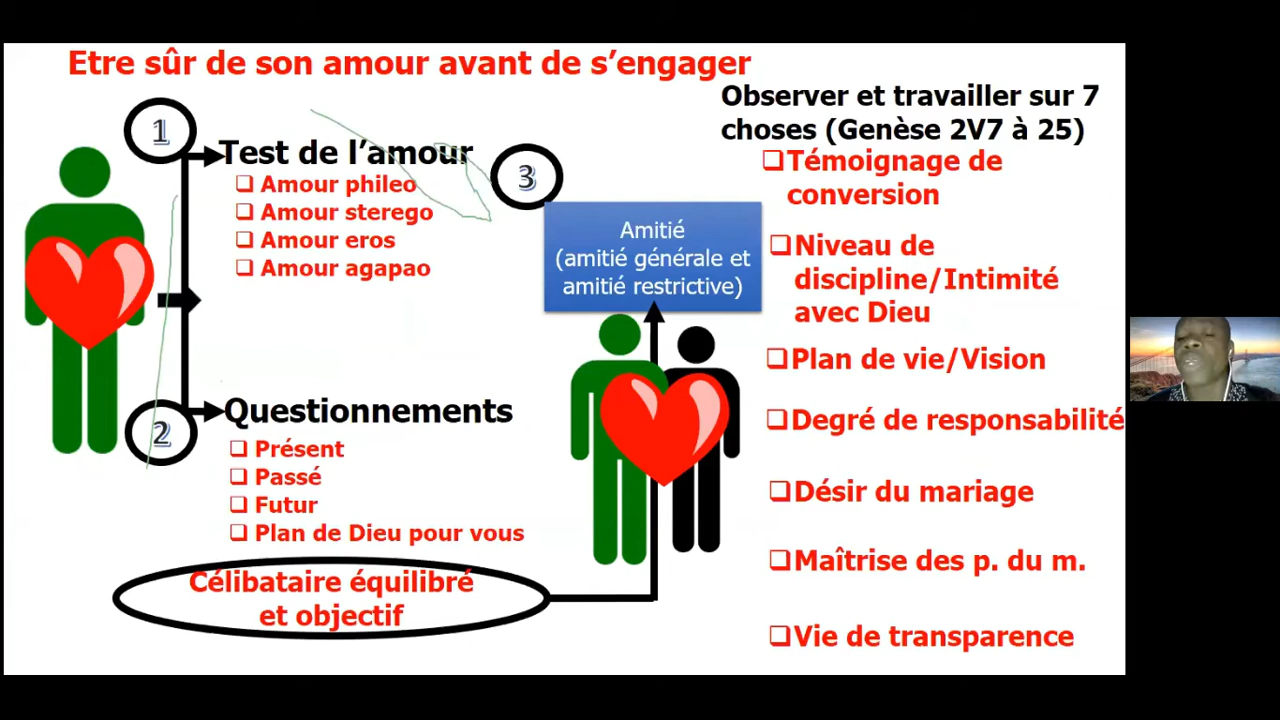 Etre sûr de son amour avant de s’engager
1
Test de l’amour
Amour phileo
Amour sterego
Amour eros
Amour agapao
2
Questionnements
Présent
Passé
Futur
Plan de Dieu pour vous
Célibataire équilibré
et objectif
3
Amitié
(amitié générale et
amitié restrictive)
Observer et travailler sur 7
choses (Genèse 2V7 à 25)
Témoignage de
conversion
Niveau de
discipline/Intimité
avec Dieu
Plan de vie/Vision
Degré de responsabilité
Désir du mariage
Maîtrise des p. du m.
Vie de transparence